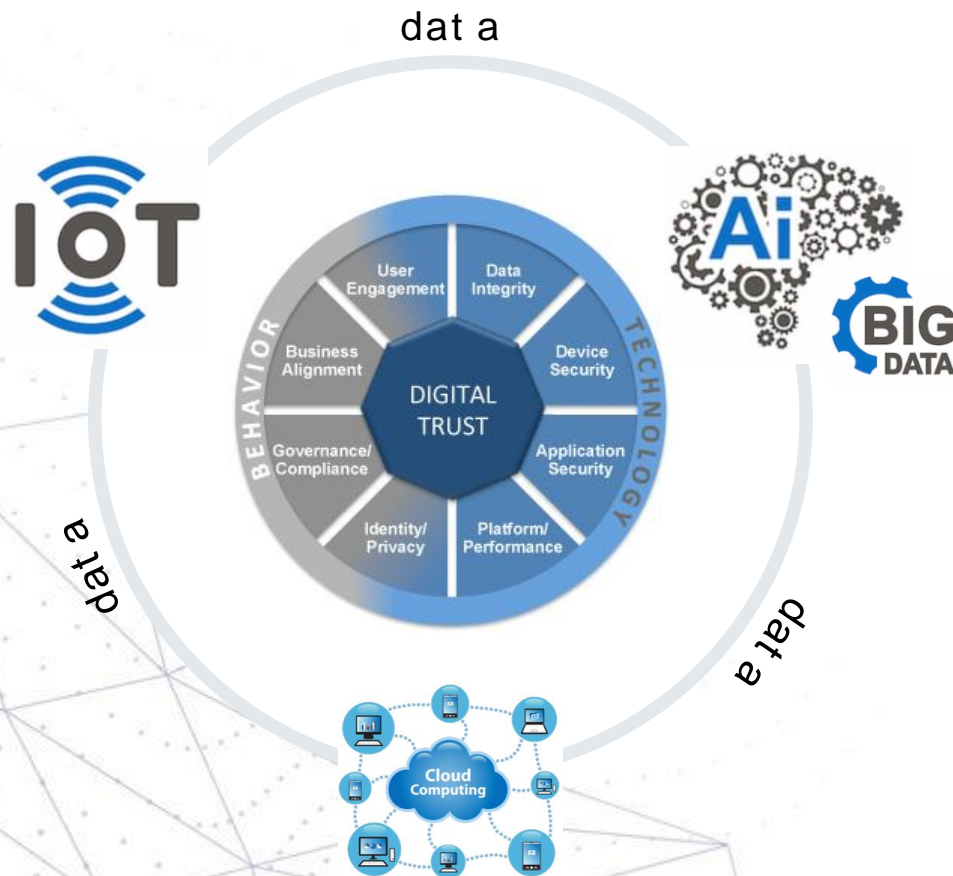 dat a
IoT
Ai
BIG
DATA
User
Engagement
Data
Integrity
Business
Alignment
Device
Security
BEHAVIOR
TECHNOLOGY
DIGITAL
TRUST
Governance/
Compliance
Application
Security
Identity/
Privacy
Platform/
Performance
dat a
dat a
Cloud
Computing